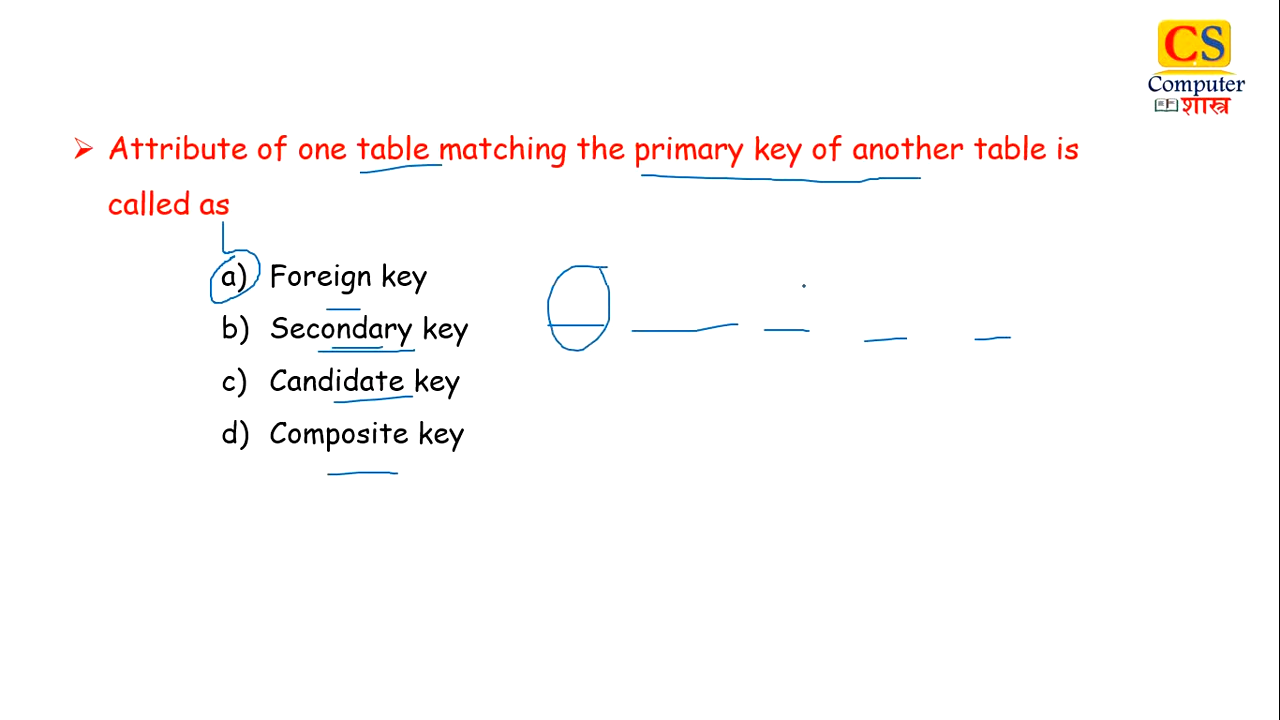 CS
Computer
शास्त्र
➢ Attribute of one table matching the primary key of another table is
called as
a) Foreign key
b) Secondary key
c) Candidate key
d) Composite key